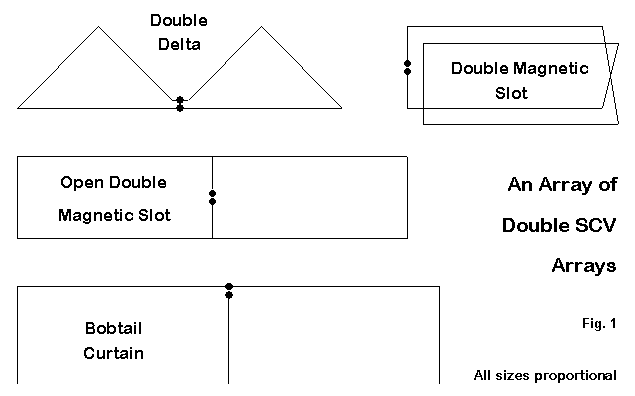 Double
Delta
Double Magnetic
Slot
Open Double
Magnetic Slot
An Array of
Double SCV
Arrays
Bobtail
Curtain
Fig. 1
All sizes proportional